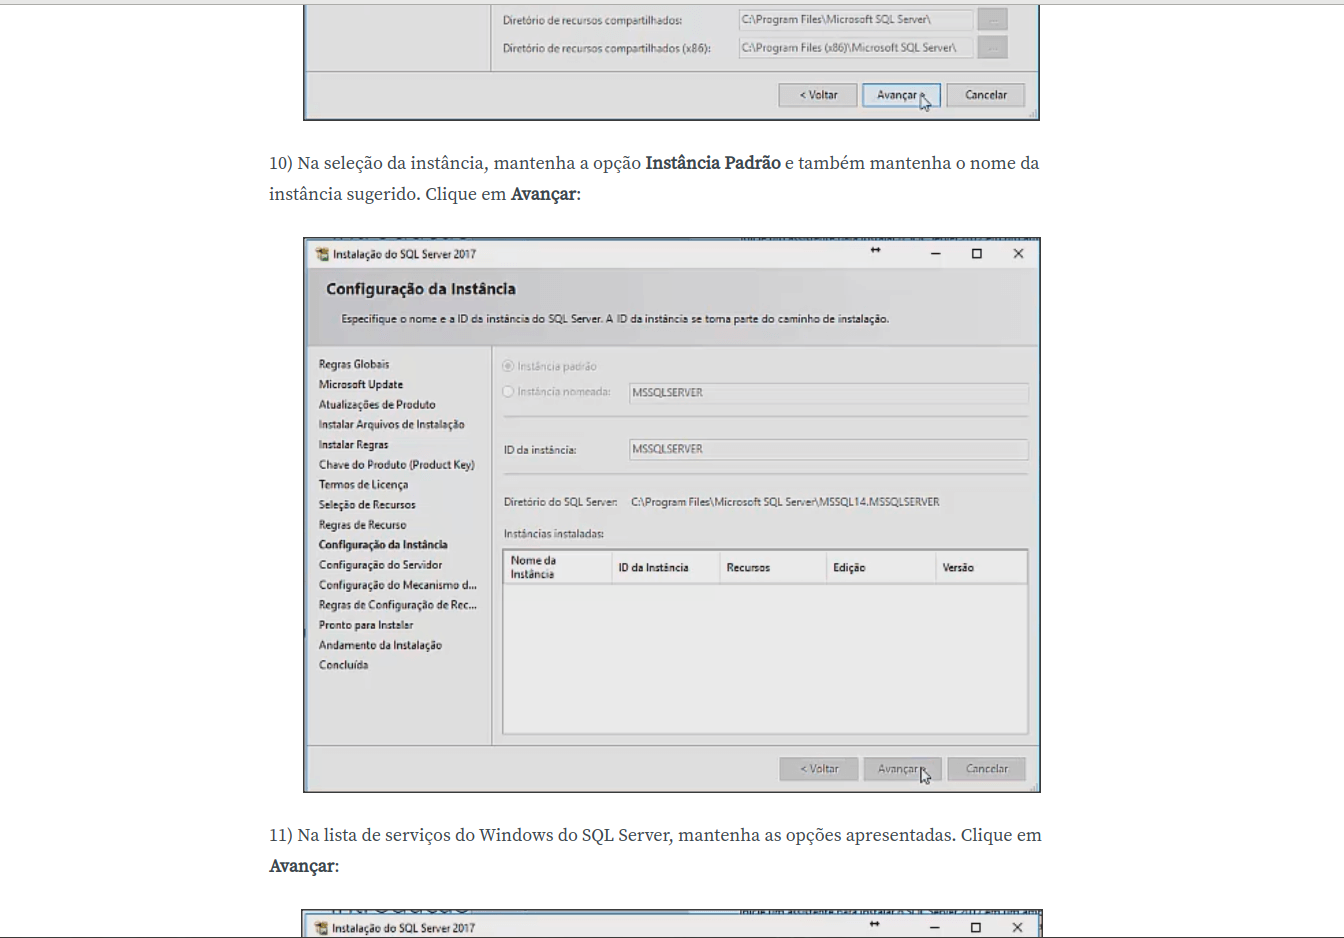 Diretório de recursos compartilhados: C:\Program Files\Microsoft SQL Server\ ...
Diretório de recursos compartilhados (x86): C:\Program Files (x86)\Microsoft SQL Server\ ...
< Voltar Avançar > Cancelar
10) Na seleção da instância, mantenha a opção Instância Padrão e também mantenha o nome da
instância sugerido. Clique em Avançar:
Instalação do SQL Server 2017
Configuração da Instância
Especifique o nome e a ID da instância do SQL Server. A ID da instância se torna parte do caminho de instalação.
Regras Globais
Microsoft Update
Atualizações de Produto
Instalar Arquivos de Instalação
Instalar Regras
Chave do Produto (Product Key)
Termos de Licença
Seleção de Recursos
Regras de Recurso
Configuração da Instância
Configuração do Servidor
Configuração do Mecanismo d...
Regras de Configuração de Rec...
Pronto para Instalar
Andamento da Instalação
Concluída
Instância padrão
Instância nomeada: MSSQLSERVER
ID da instância: MSSQLSERVER
Diretório do SQL Server: C:\Program Files\Microsoft SQL Server\MSSQL14.MSSQLSERVER
Instâncias instaladas:
Nome da
Instância
ID da Instância
Recursos
Edição
Versão
< Voltar Avançar > Cancelar
11) Na lista de serviços do Windows do SQL Server, mantenha as opções apresentadas. Clique em
Avançar:
Instalação do SQL Server 2017